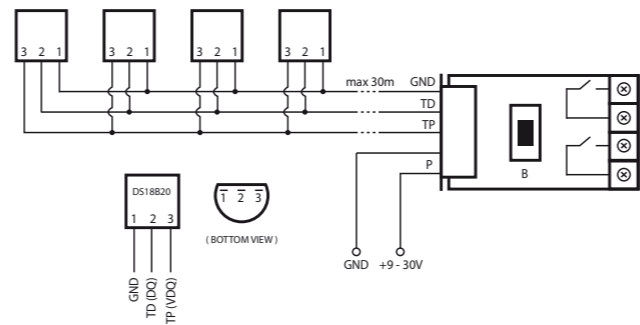 3 2 1 3 2 1 3 2 1 3 2 1
max 30m GND
TD
TP
P
B
GND +9 - 30V
DS18B20
1 2 3
GND
TD (DQ)
TP (VDQ)
1 2 3
( BOTTOM VIEW )